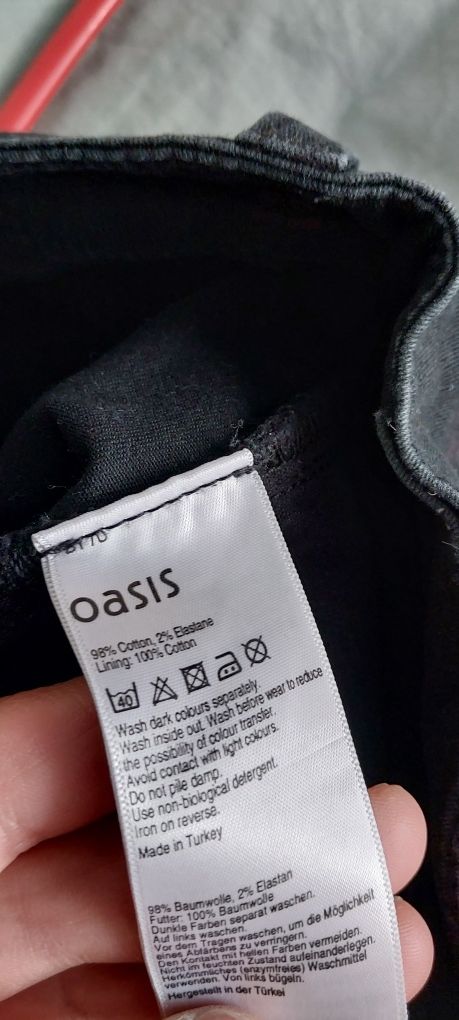 oasis
98% Cotton, 2% Elastane
Lining: 100% Cotton
40
Wash dark colours separately.
Wash inside out. Wash before wear to reduce
the possibility of colour transfer.
Avoid contact with light colours.
Do not pile damp.
Use non-biological detergent.
Iron on reverse.
Made in Turkey
98% Baumwolle, 2% Elastan
Futter: 100% Baumwolle
Dunkle Farben separat waschen.
Auf links waschen.
Vor dem Tragen waschen, um die Möglichkeit
eines Abfärbens zu verringern.
Den Kontakt mit hellen Farben vermeiden.
Nicht im feuchten Zustand aufeinanderlegen.
Herkömmliches (enzymfreies) Waschmittel
verwenden. Von links bügeln.
Hergestellt in der Türkei